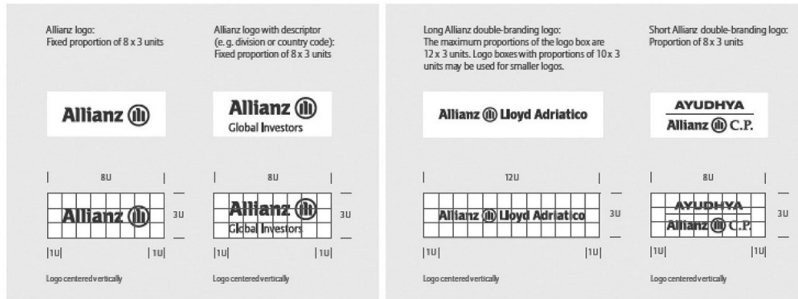 Allianz logo:
Fixed proportion of 8 x 3 units
Allianz
8U
3U
Allianz
|1U| |1U|
Logo centered vertically
Allianz logo with descriptor
(e.g. division or country code):
Fixed proportion of 8 x 3 units
Allianz
Global Investors
8U
3U
Allianz
Global Investors
|1U| |1U|
Logo centered vertically
Long Allianz double-branding logo:
The maximum proportions of the logo box are
12 x 3 units. Logo boxes with proportions of 10 x 3
units may be used for smaller logos.
Allianz Lloyd Adriatico
12U
3U
Allianz Lloyd Adriatico
|1U| |1U|
Logo centered vertically
Short Allianz double-branding logo:
Proportion of 8 x 3 units
AYUDHYA
Allianz C.P.
8U
3U
AYUDHYA
Allianz C.P.
|1U| |1U|
Logo centered vertically